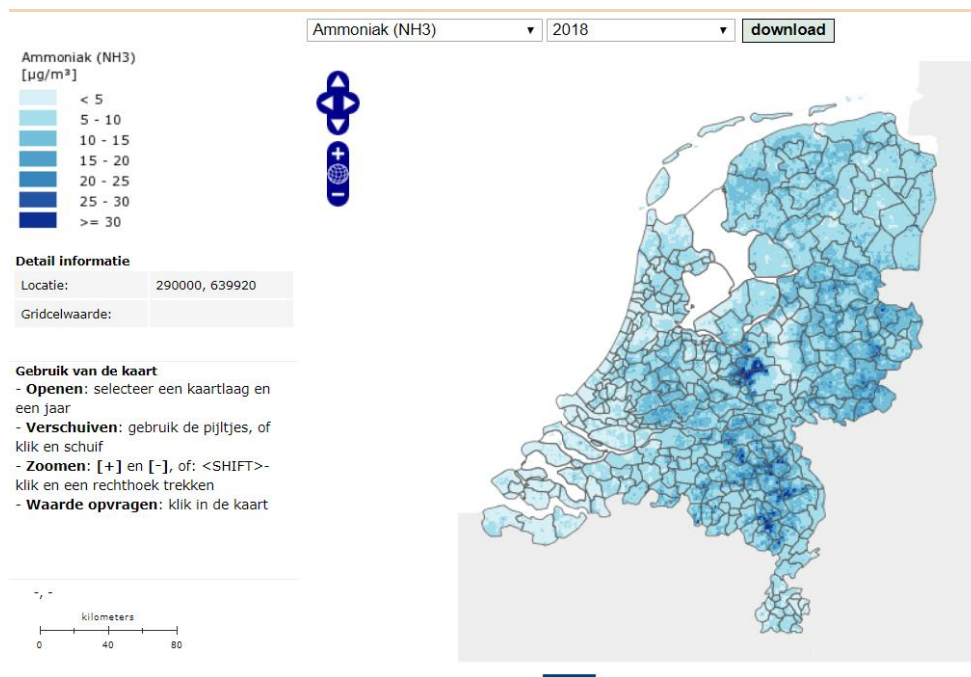 Ammoniak (NH3)
2018
download
Ammoniak (NH3)
[µg/m³]
< 5
5 - 10
10 - 15
15 - 20
20 - 25
25 - 30
>= 30
Detail informatie
Locatie: 290000, 639920
Gridcelwaarde:
Gebruik van de kaart
- Openen: selecteer een kaartlaag en
een jaar
- Verschuiven: gebruik de pijltjes, of
klik en schuif
- Zoomen: [+] en [-], of: <SHIFT>-
klik en een rechthoek trekken
- Waarde opvragen: klik in de kaart
-, -
kilometers
0 40 80